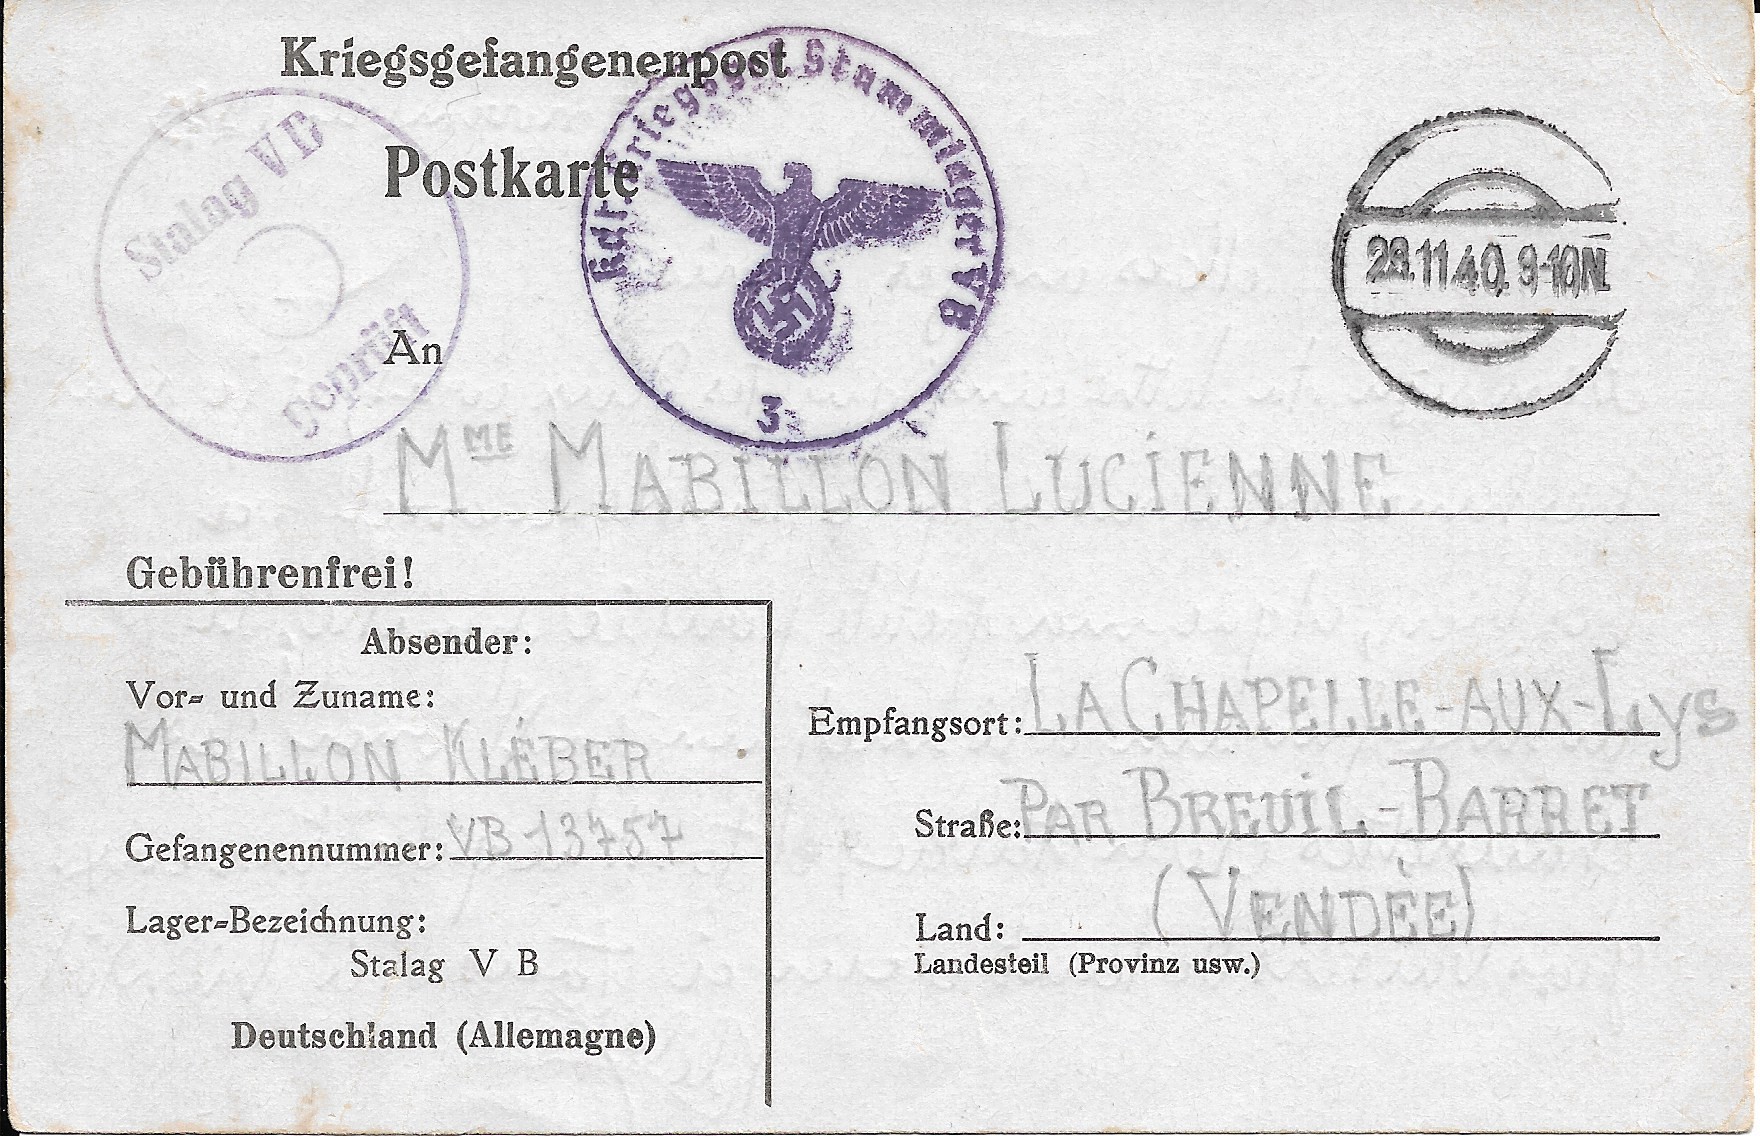 Kriegsgefangenenpost
Postkarte
Stalag VB
geprüft
Kdt. Kriegsgef. Stammlager VB
3
28.11.40. 9-10N.
An
MME MABILLON LUCIENNE
Gebührenfrei!
Absender:
Vor- und Zuname:
MABILLON KLÉBER
Gefangenennummer: VB 13757
Lager-Bezeichnung:
Stalag V B
Deutschland (Allemagne)
Empfangsort: LA CHAPELLE-AUX-Lys
Straße: PAR BREUIL-BARRET
Land: (VENDÉE)
Landesteil (Provinz usw.)